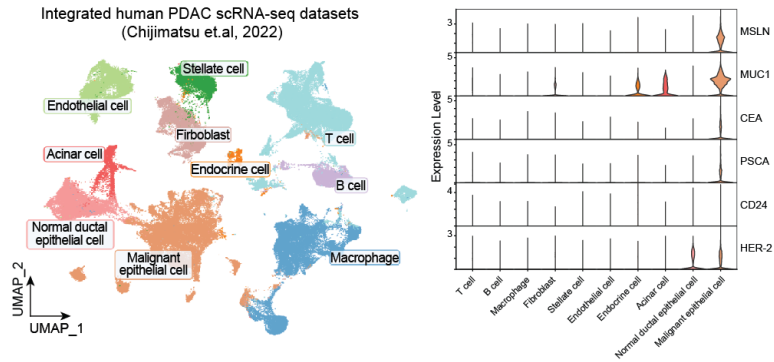 Integrated human PDAC scRNA-seq datasets
(Chijimatsu et.al, 2022)
Stellate cell
Endothelial cell
Firboblast
T cell
Acinar cell
Endocrine cell
B cell
Normal ductal
epithelial cell
Malignant
epithelial cell
Macrophage
UMAP_2
UMAP_1
Expression Level
3
MSLN
5
MUC1
5
CEA
5
PSCA
4
CD24
3
HER-2
T cell
B cell
Macrophage
Fibroblast
Stellate cell
Endothelial cell
Endocrine cell
Acinar cell
Normal ductal epithelial cell
Malignant epithelial cell